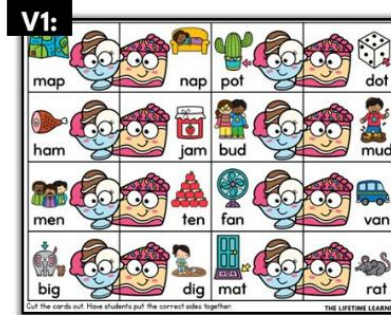 V1:
map nap pot dot
ham jam bud mud
men ten fan van
big dig mat rat
Cut the cards out. Have students put the correct sides together. THE LIFETIME LEARN